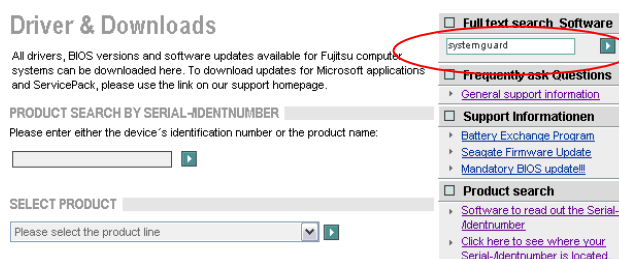 Driver & Downloads
All drivers, BIOS versions and software updates available for Fujitsu computer
systems can be downloaded here. To download updates for Microsoft applications
and ServicePack, please use the link on our support homepage.
PRODUCT SEARCH BY SERIAL-/IDENTNUMBER
Please enter either the device´s identification number or the product name:
SELECT PRODUCT
Please select the product line
Full text search Software
systemguard
Frequently ask Questions
General support information
Support Informationen
Battery Exchange Program
Seagate Firmware Update
Mandatory BIOS update!!!
Product search
Software to read out the Serial-
/Identnumber
Click here to see where your
Serial-/Identnumber is located.